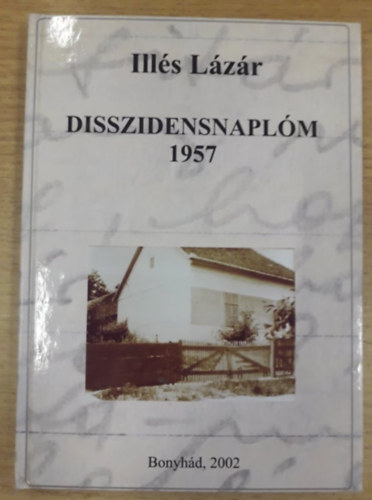 Illés Lázár
DISSZIDENSNAPLÓM
1957
Bonyhád, 2002